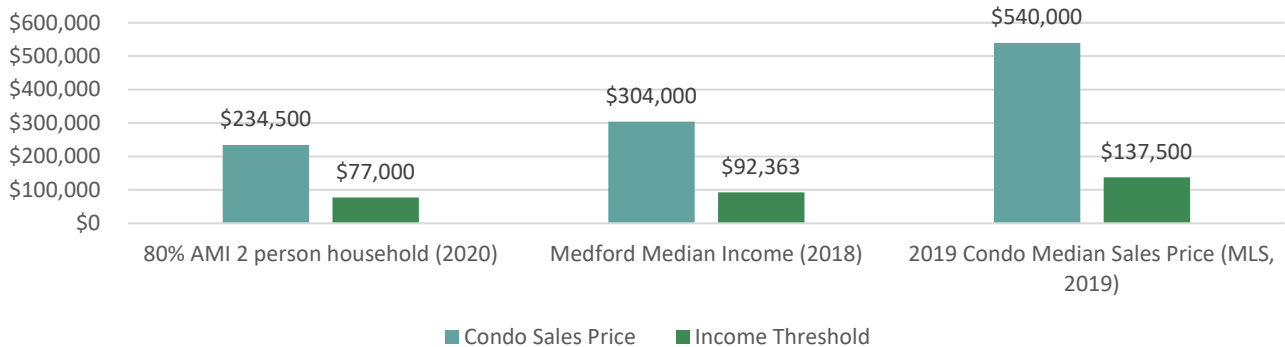 $600,000
$500,000
$400,000
$300,000
$200,000
$100,000
$0
$234,500
$77,000
$304,000
$92,363
$540,000
$137,500
80% AMI 2 person household (2020)
Medford Median Income (2018)
2019 Condo Median Sales Price (MLS,
2019)
Condo Sales Price
Income Threshold